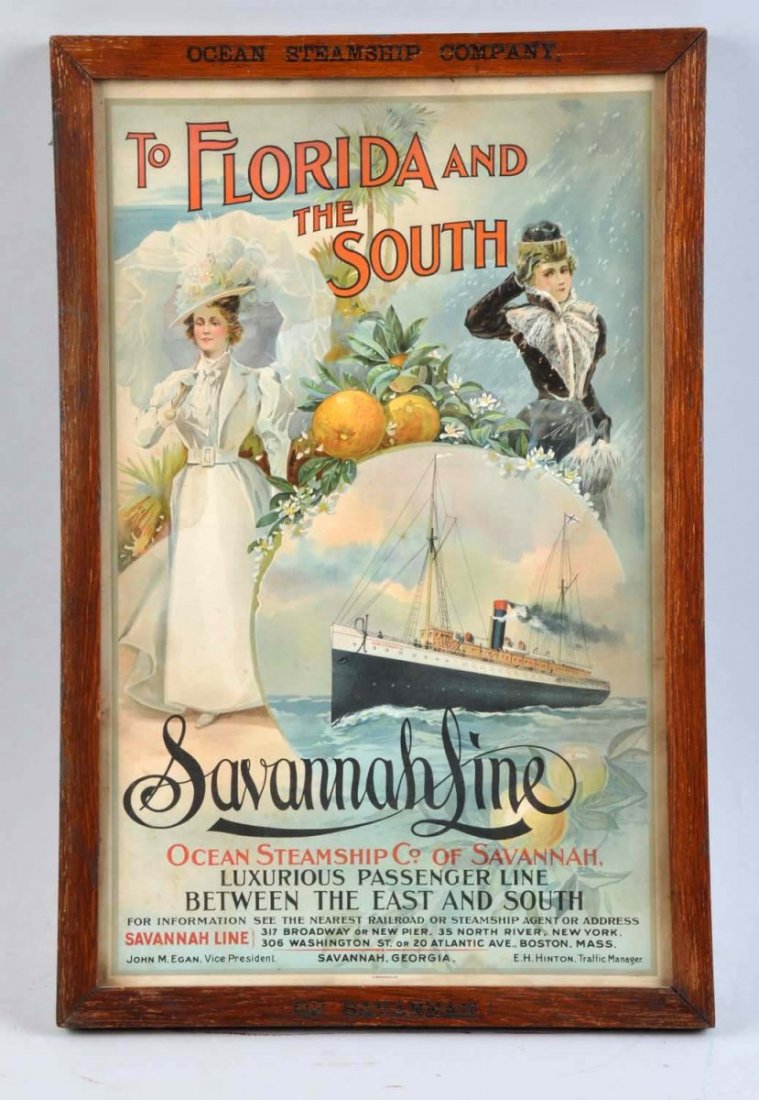 OCEAN STEAMSHIP COMPANY,
TO FLORIDA AND
THE
SOUTH
Savannah Line
OCEAN STEAMSHIP Cº OF SAVANNAH.
LUXURIOUS PASSENGER LINE
BETWEEN THE EAST AND SOUTH
FOR INFORMATION SEE THE NEAREST RAILROAD OR STEAMSHIP AGENT OR ADDRESS
SAVANNAH LINE 317 BROADWAY OR NEW PIER, 35 NORTH RIVER, NEW YORK.
306 WASHINGTON ST. OR 20 ATLANTIC AVE., BOSTON, MASS.
JOHN M. EGAN, Vice President. SAVANNAH, GEORGIA. E.H. HINTON, Traffic Manager.
OF SAVANNAH